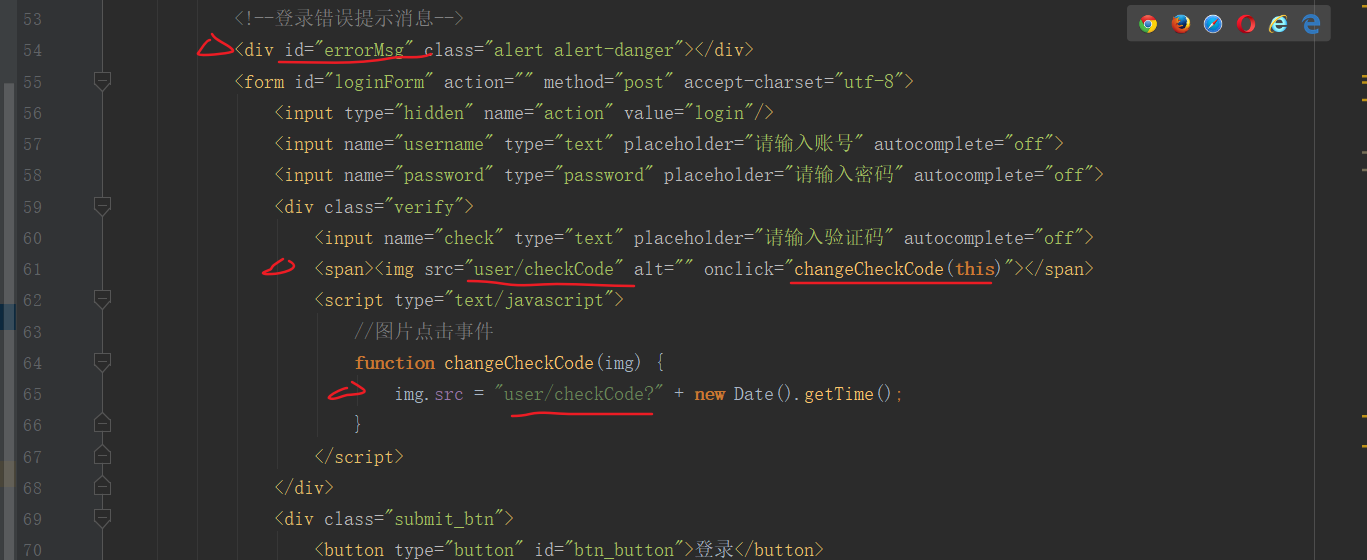 53 <!--登录错误提示消息-->
54 <div id="errorMsg" class="alert alert-danger"></div>
55 <form id="loginForm" action="" method="post" accept-charset="utf-8">
56 <input type="hidden" name="action" value="login"/>
57 <input name="username" type="text" placeholder="请输入账号" autocomplete="off">
58 <input name="password" type="password" placeholder="请输入密码" autocomplete="off">
59 <div class="verify">
60 <input name="check" type="text" placeholder="请输入验证码" autocomplete="off">
61 <span><img src="user/checkCode" alt="" onclick="changeCheckCode(this)"></span>
62 <script type="text/javascript">
63 //图片点击事件
64 function changeCheckCode(img) {
65 img.src = "user/checkCode?" + new Date().getTime();
66 }
67 </script>
68 </div>
69 <div class="submit_btn">
70 <button type="button" id="btn_button">登录</button>